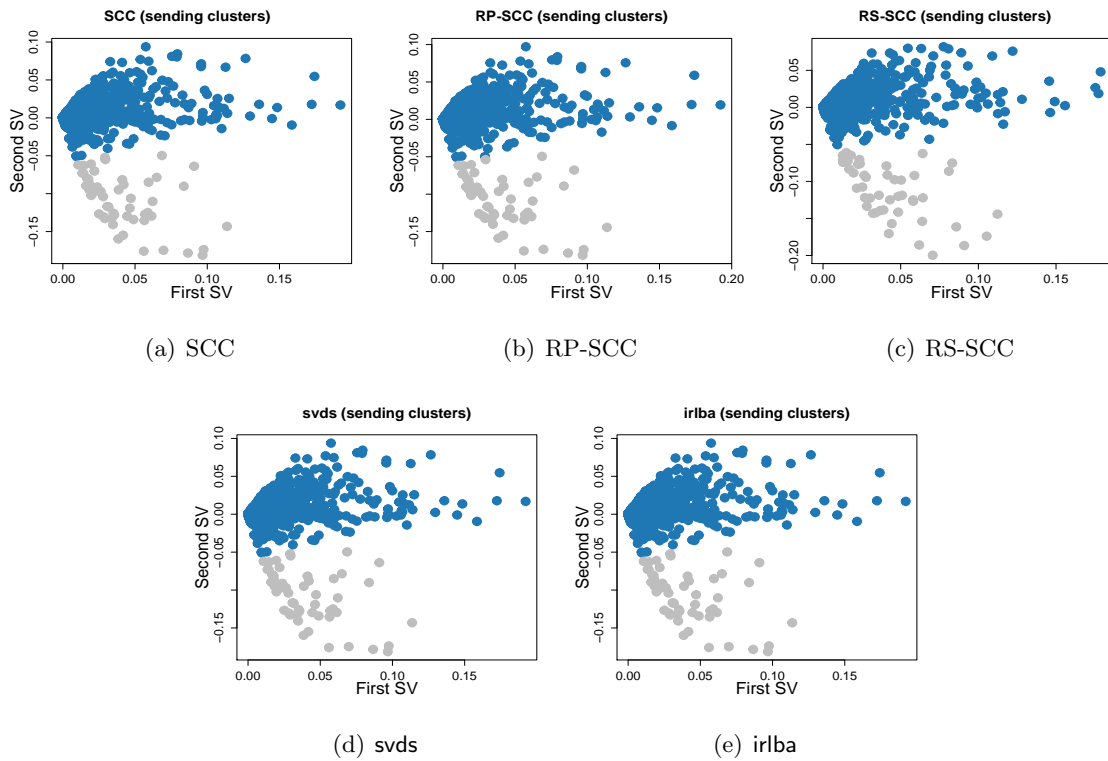 SCC (sending clusters)
Second SV
0.10
0.05
0.00
−0.05
−0.15
0.00
0.05
0.10
0.15
First SV
(a) SCC
RP−SCC (sending clusters)
Second SV
0.10
0.05
0.00
−0.05
−0.15
0.00
0.05
0.10
0.15
0.20
First SV
(b) RP-SCC
RS−SCC (sending clusters)
Second SV
0.05
0.00
−0.10
−0.20
0.00
0.05
0.10
0.15
First SV
(c) RS-SCC
svds (sending clusters)
Second SV
0.10
0.05
0.00
−0.05
−0.15
0.00
0.05
0.10
0.15
First SV
(d) svds
irlba (sending clusters)
Second SV
0.10
0.05
0.00
−0.05
−0.15
0.00
0.05
0.10
0.15
First SV
(e) irlba